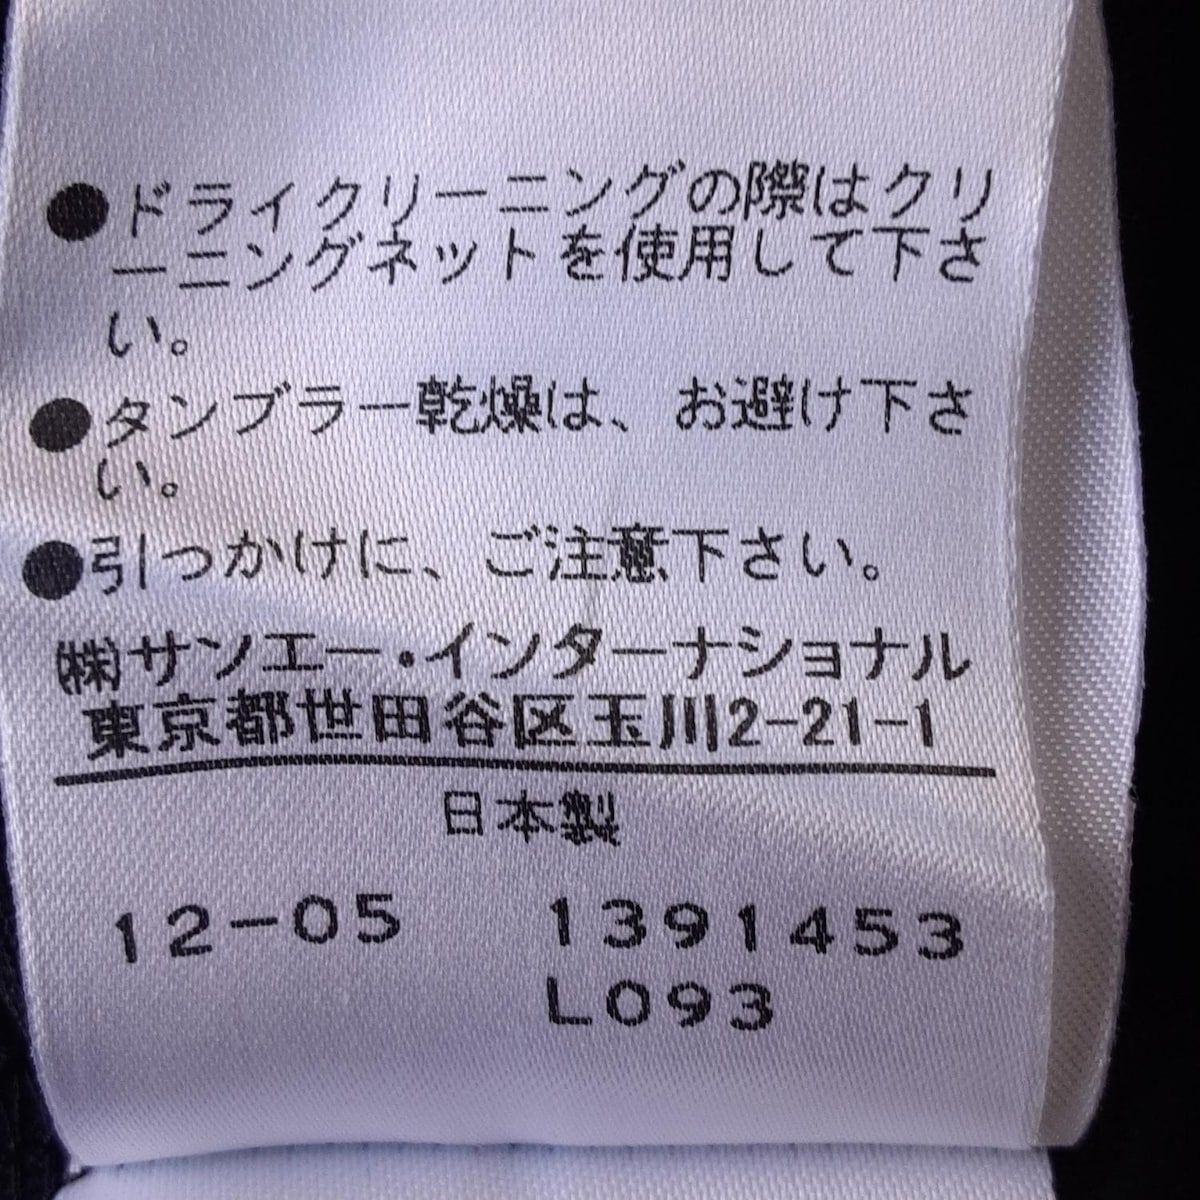 ●ドライクリーニングの際はクリ
ーニングネットを使用して下さ
い。
●タンブラー乾燥は、お避け下さ
い。
●引っかけに、ご注意下さい。
㈱サンエー・インターナショナル
東京都世田谷区玉川2-21-1
日本製
12-05 1391453
L093